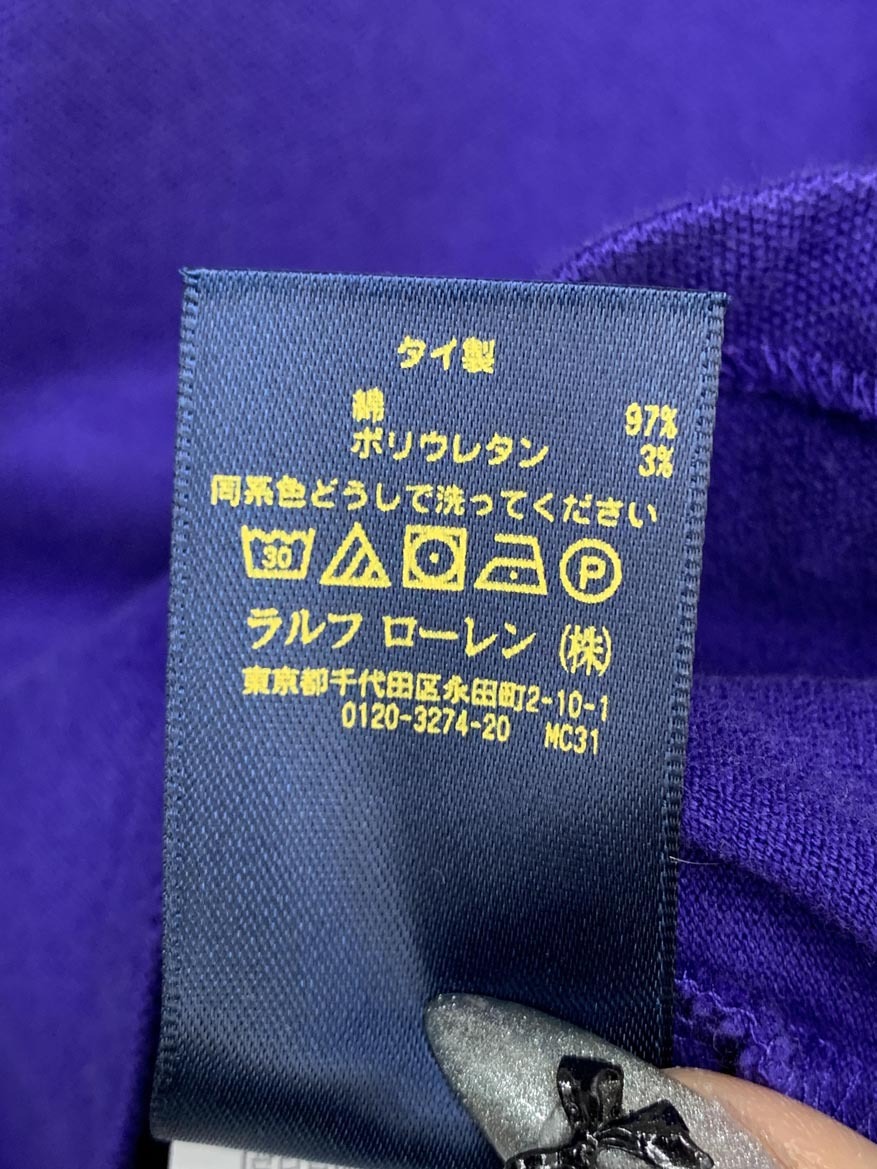 タイ製
綿 97%
ポリウレタン 3%
同系色どうしで洗ってください
30 P
ラルフ ローレン (株)
東京都千代田区永田町2-10-1
0120-3274-20 MC31